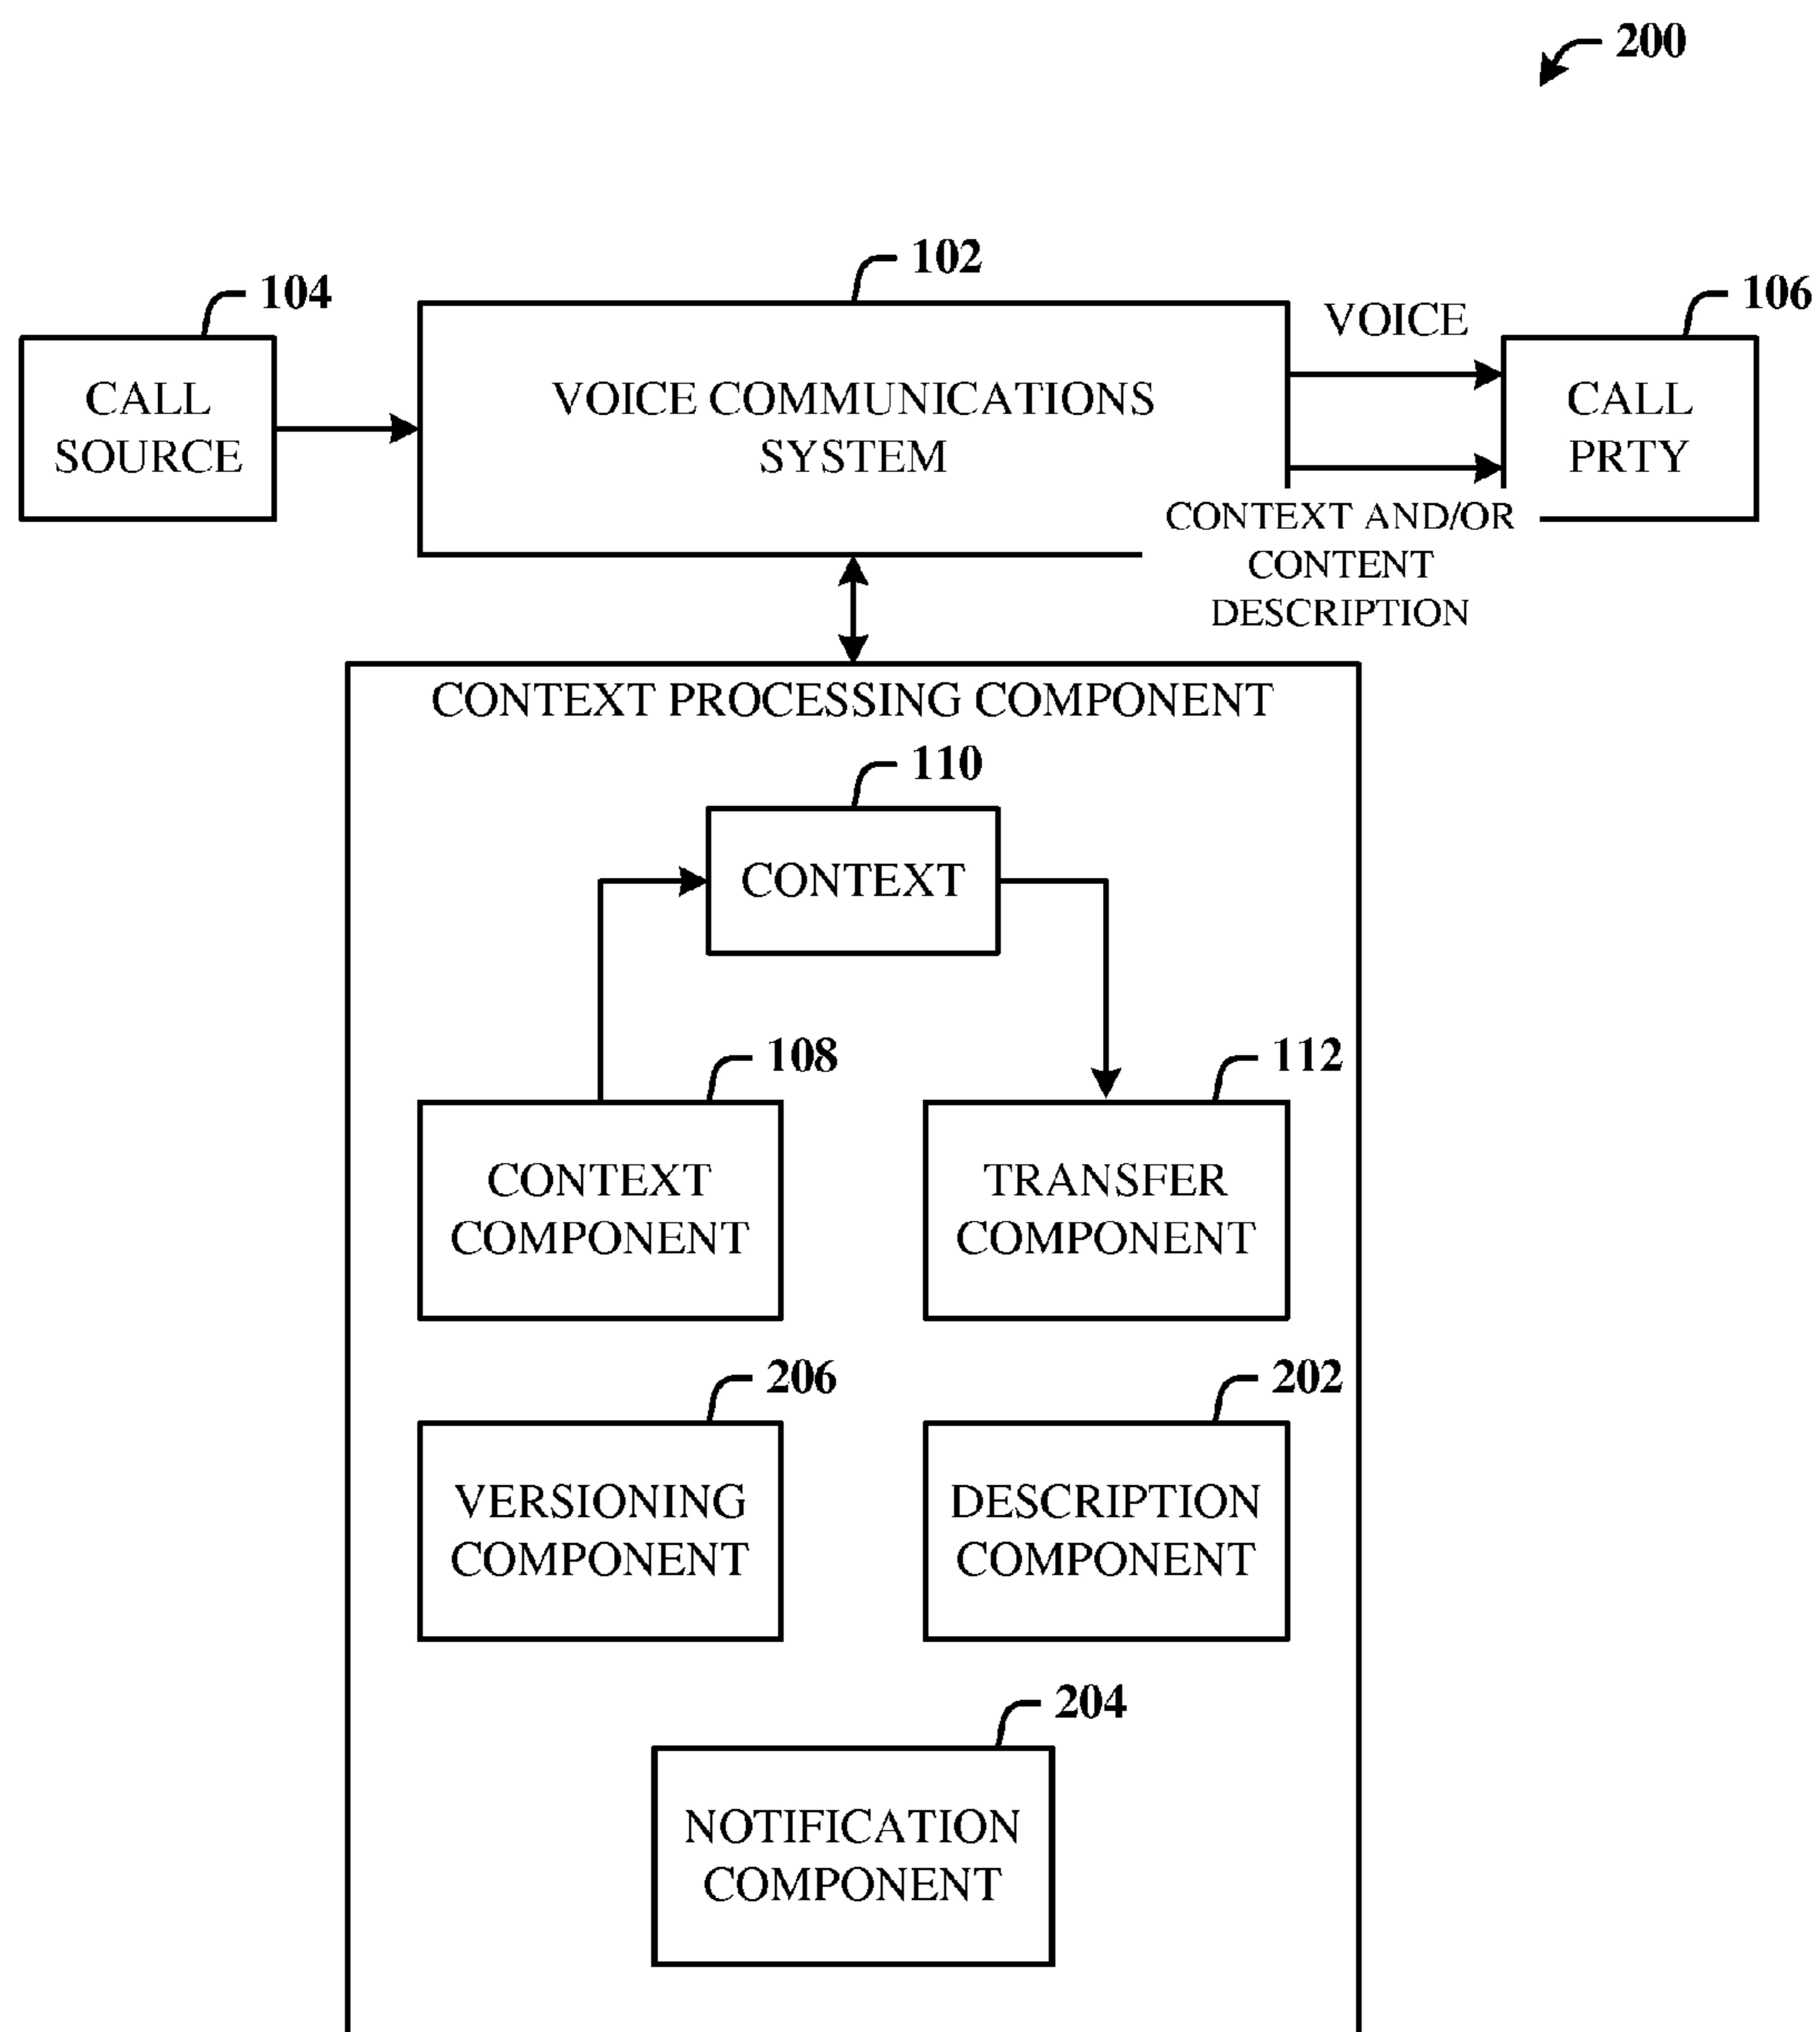 200
102
104
VOICE
106
CALL
SOURCE
VOICE COMMUNICATIONS
SYSTEM
CALL
PRTY
CONTEXT AND/OR
CONTENT
DESCRIPTION
CONTEXT PROCESSING COMPONENT
110
CONTEXT
108
112
CONTEXT
COMPONENT
TRANSFER
COMPONENT
206
202
VERSIONING
COMPONENT
DESCRIPTION
COMPONENT
204
NOTIFICATION
COMPONENT